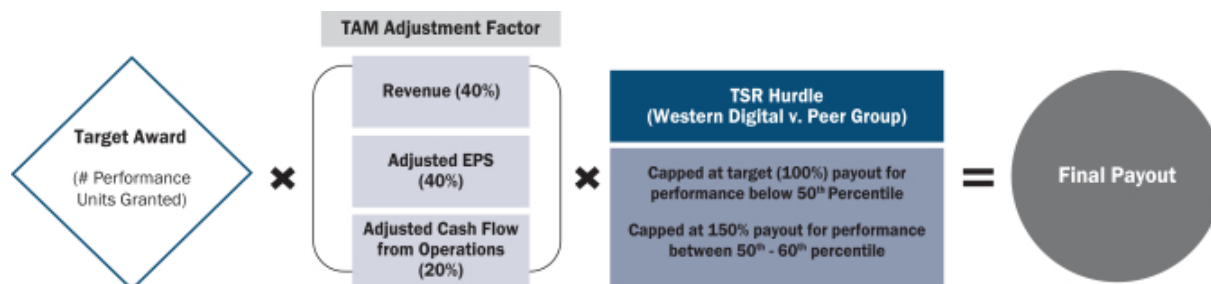 TAM Adjustment Factor
Revenue (40%)
TSR Hurdle
(Western Digital v. Peer Group)
Target Award
(# Performance
Units Granted)
×
Adjusted EPS
(40%)
×
Capped at target (100%) payout for
performance below 50th Percentile
Capped at 150% payout for performance
between 50th - 60th percentile
=
Final Payout
Adjusted Cash Flow
from Operations
(20%)